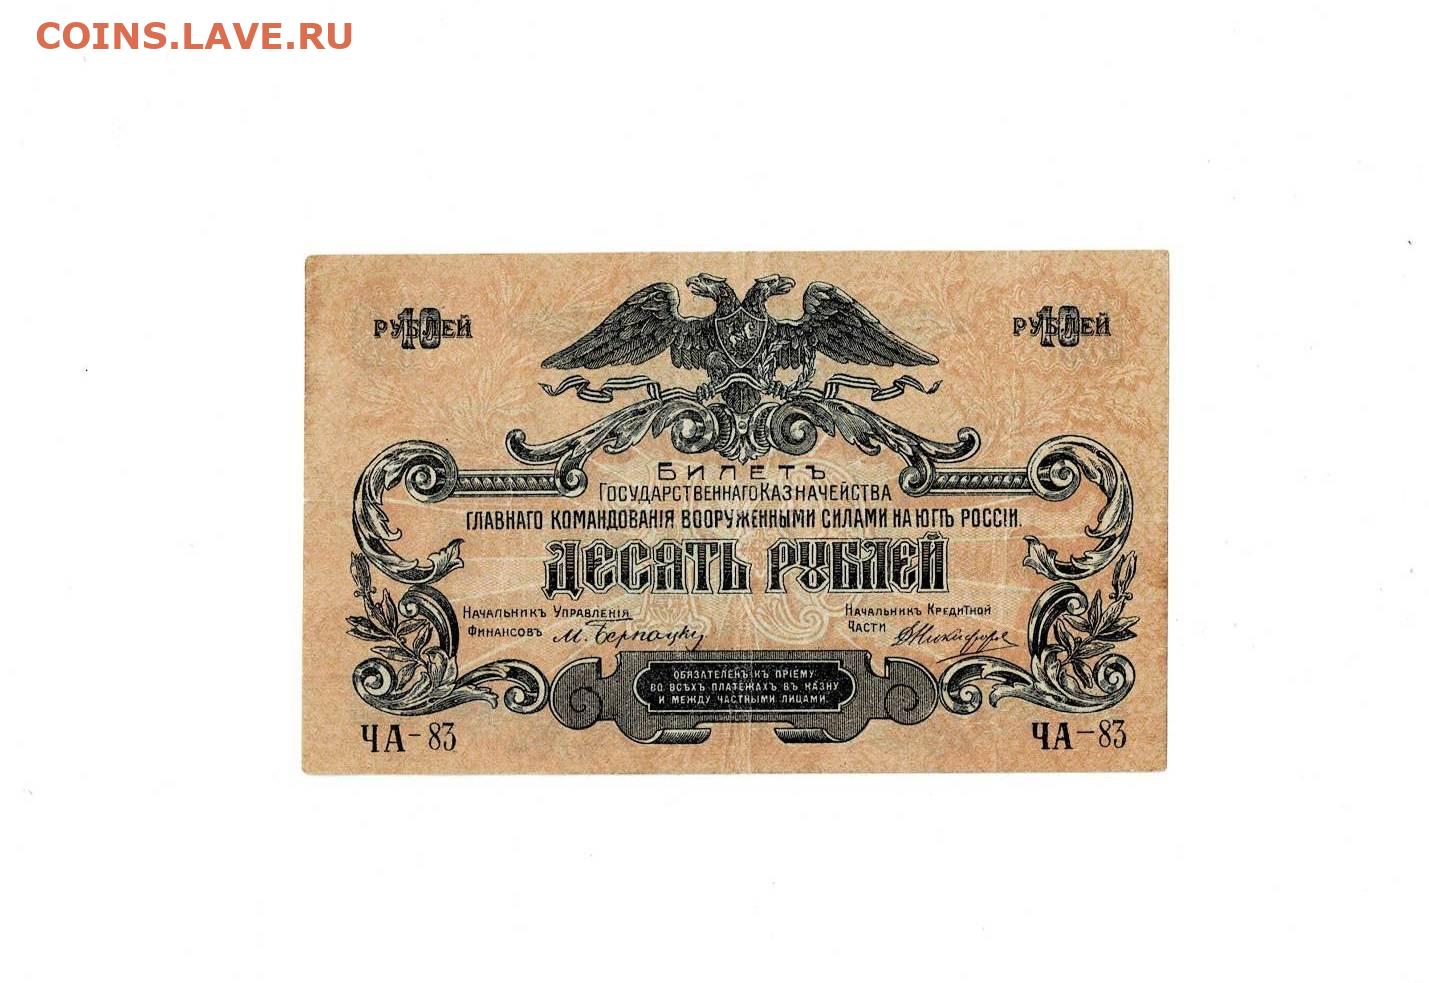 COINS.LAVE.RU
10 РУБЛЕЙ
10 РУБЛЕЙ
БИЛЕТЪ
ГОСУДАРСТВЕННАГО КАЗНАЧЕЙСТВА
ГЛАВНАГО КОМАНДОВАНІЯ ВООРУЖЕННЫМИ СИЛАМИ НА ЮГѢ РОССІИ.
ДЕСЯТЬ РУБЛЕЙ
НАЧАЛЬНИКЪ УПРАВЛЕНІЯ
ФИНАНСОВЪ М. Бернацкій
НАЧАЛЬНИКЪ КРЕДИТНОЙ
ЧАСТИ
ОБЯЗАТЕЛЕНЪ КЪ ПРІЕМУ
ВО ВСѢХЪ ПЛАТЕЖАХЪ ВЪ КАЗНУ
И МЕЖДУ ЧАСТНЫМИ ЛИЦАМИ
ЧА-83
ЧА-83